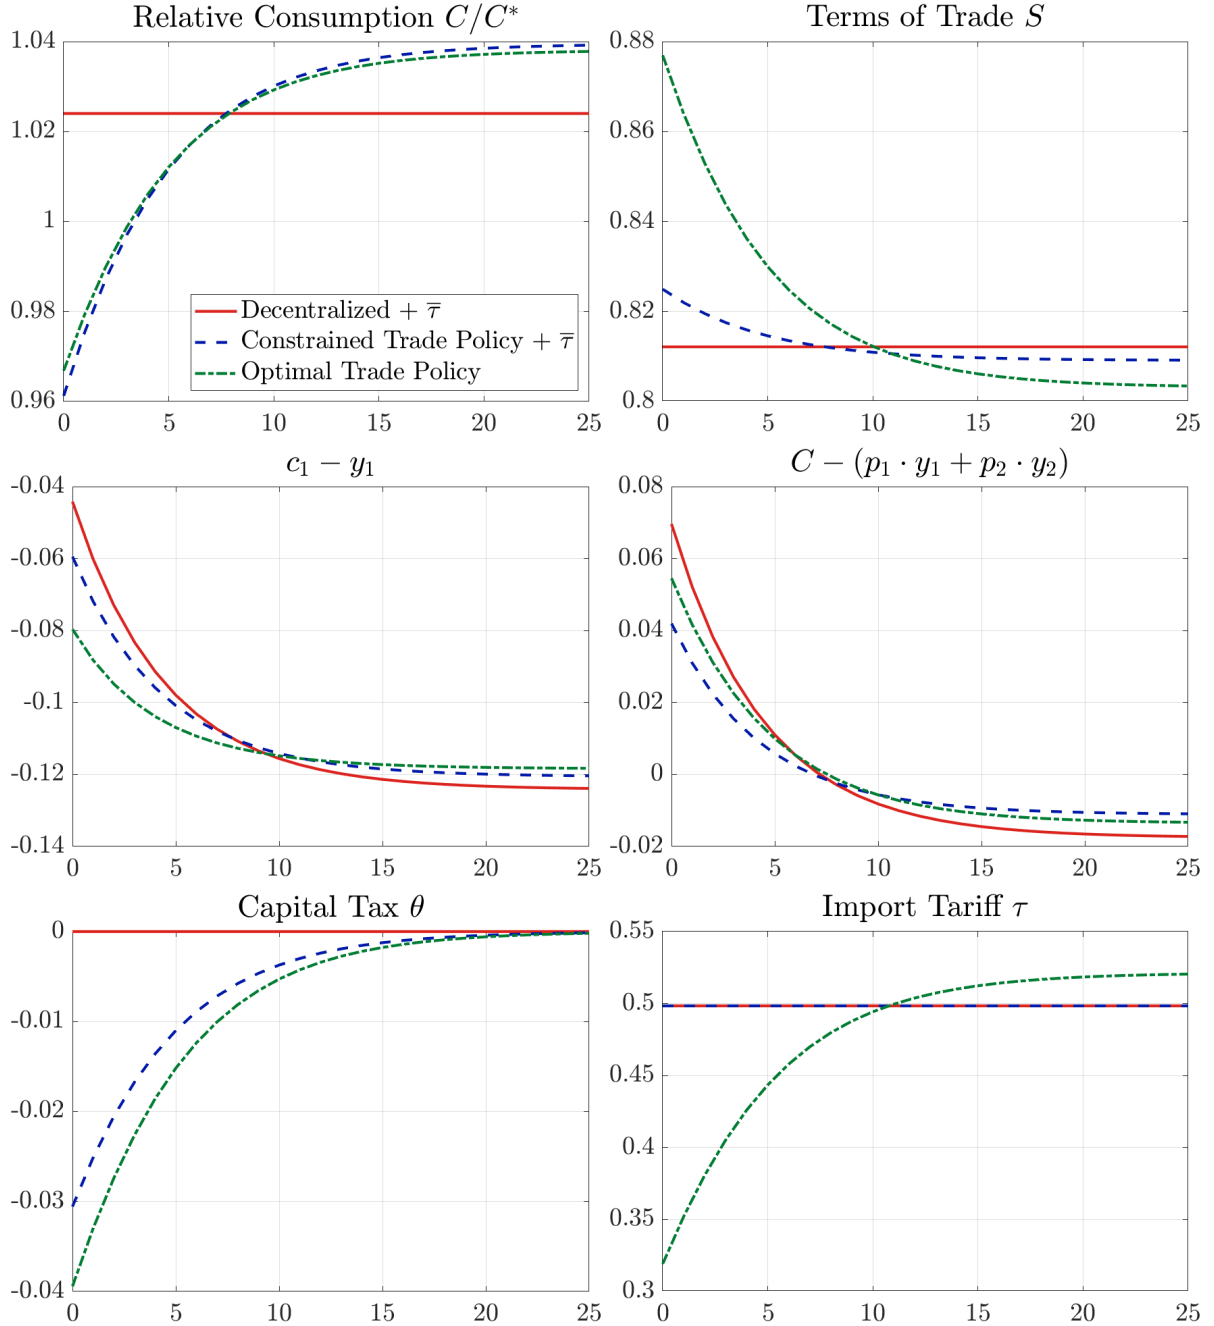 Relative Consumption C/C*
1.04
1.02
1
0.98
0.96
0 5 10 15 20 25
Decentralized + τ̅
Constrained Trade Policy + τ̅
Optimal Trade Policy
Terms of Trade S
0.88
0.86
0.84
0.82
0.8
0 5 10 15 20 25
c₁ − y₁
-0.04
-0.06
-0.08
-0.1
-0.12
-0.14
0 5 10 15 20 25
C − (p₁ · y₁ + p₂ · y₂)
0.08
0.06
0.04
0.02
0
-0.02
0 5 10 15 20 25
Capital Tax θ
0
-0.01
-0.02
-0.03
-0.04
0 5 10 15 20 25
Import Tariff τ
0.55
0.5
0.45
0.4
0.35
0.3
0 5 10 15 20 25